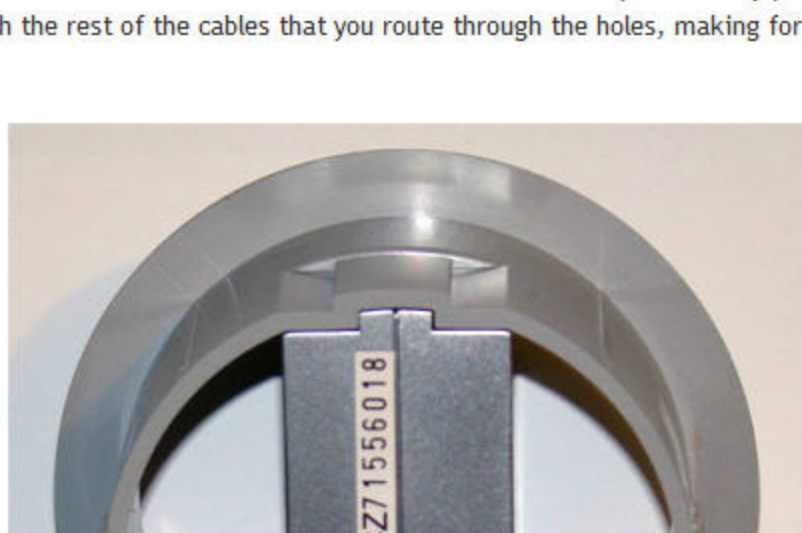 h the rest of the cables that you route through the holes, making for
Z71556018